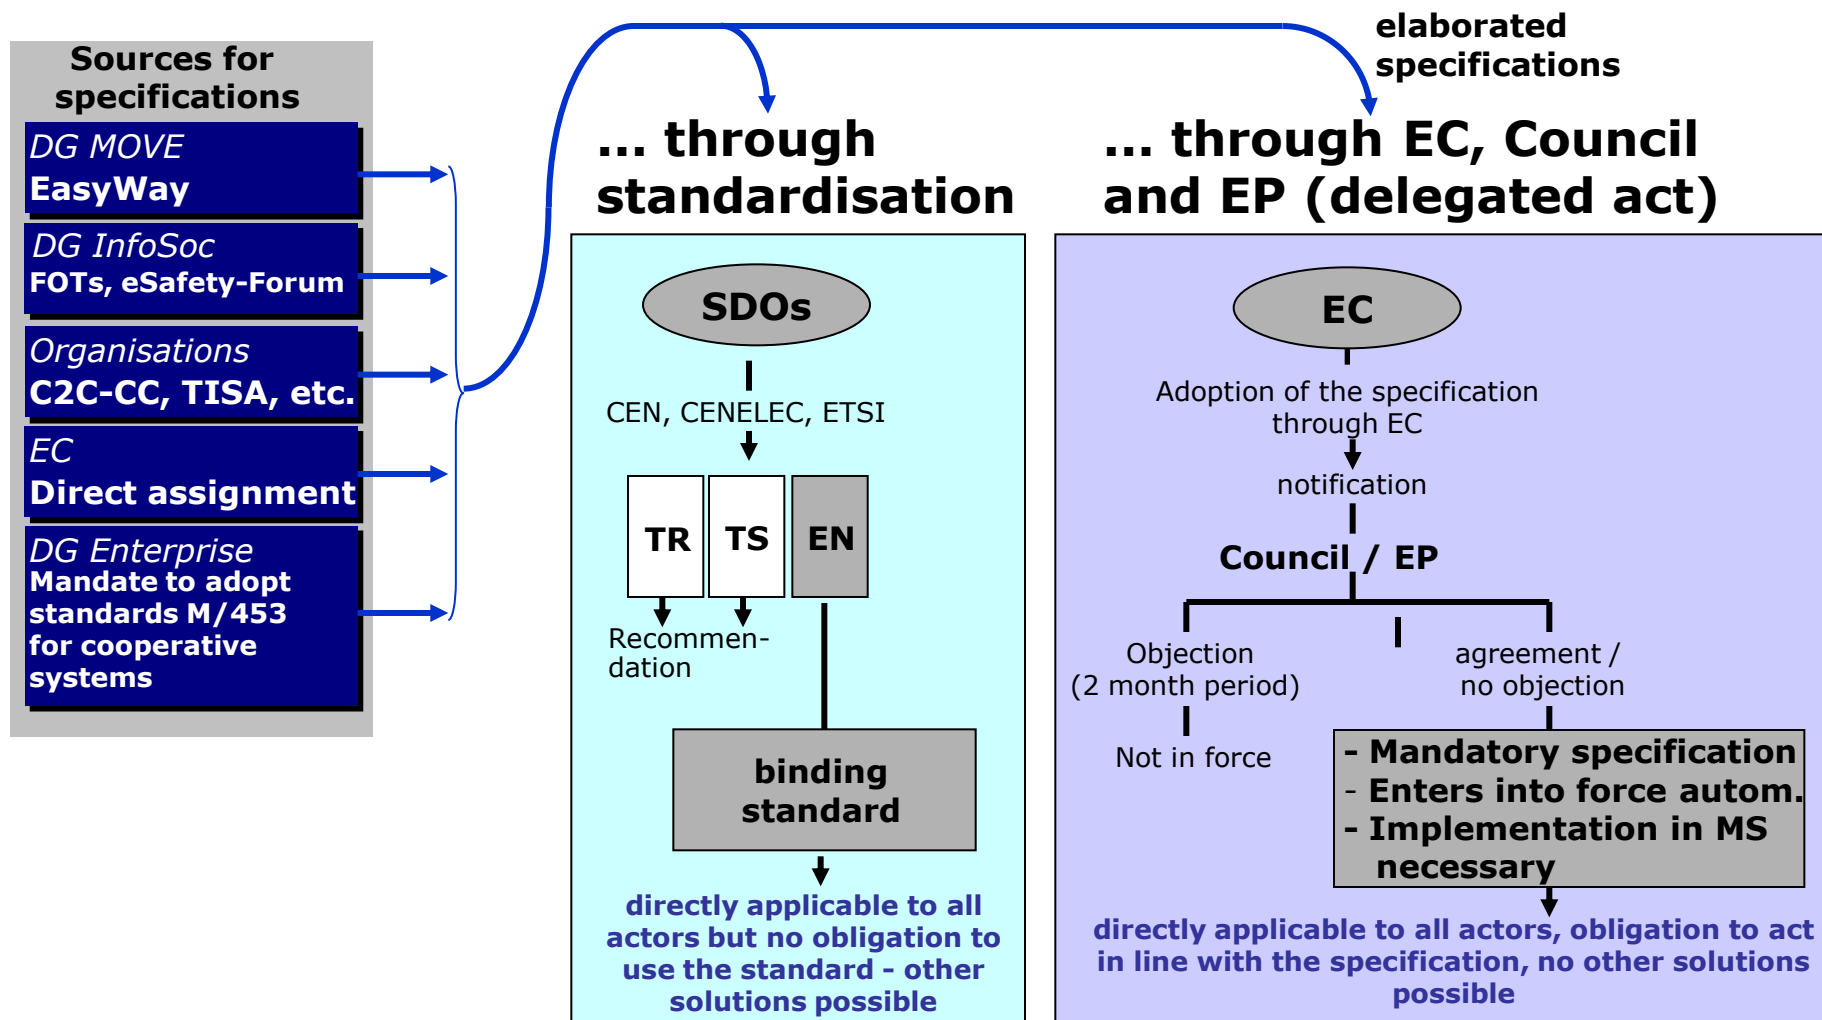 Sources for
specifications
DG MOVE
EasyWay
DG InfoSoc
FOTs, eSafety-Forum
Organisations
C2C-CC, TISA, etc.
EC
Direct assignment
DG Enterprise
Mandate to adopt
standards M/453
for cooperative
systems
elaborated
specifications
... through
standardisation
SDOs
CEN, CENELEC, ETSI
TR
TS
EN
Recommen-
dation
binding
standard
directly applicable to all
actors but no obligation to
use the standard - other
solutions possible
... through EC, Council
and EP (delegated act)
EC
Adoption of the specification
through EC
notification
Council / EP
Objection
(2 month period)
Not in force
agreement /
no objection
- Mandatory specification
- Enters into force autom.
- Implementation in MS
necessary
directly applicable to all actors, obligation to act
in line with the specification, no other solutions
possible